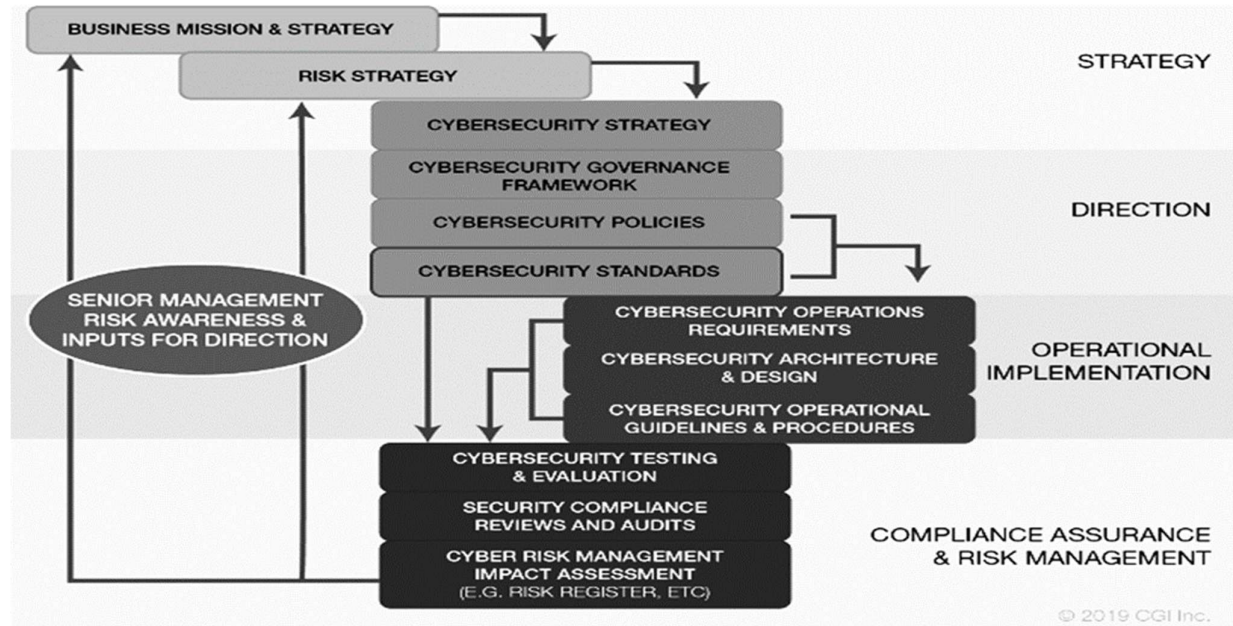 BUSINESS MISSION & STRATEGY
RISK STRATEGY
STRATEGY
CYBERSECURITY STRATEGY
CYBERSECURITY GOVERNANCE
FRAMEWORK
CYBERSECURITY POLICIES
DIRECTION
CYBERSECURITY STANDARDS
SENIOR MANAGEMENT
RISK AWARENESS &
INPUTS FOR DIRECTION
CYBERSECURITY OPERATIONS
REQUIREMENTS
CYBERSECURITY ARCHITECTURE
& DESIGN
CYBERSECURITY OPERATIONAL
GUIDELINES & PROCEDURES
OPERATIONAL
IMPLEMENTATION
CYBERSECURITY TESTING
& EVALUATION
SECURITY COMPLIANCE
REVIEWS AND AUDITS
CYBER RISK MANAGEMENT
IMPACT ASSESSMENT
(E.G. RISK REGISTER, ETC)
COMPLIANCE ASSURANCE
& RISK MANAGEMENT
© 2019 CGI Inc.